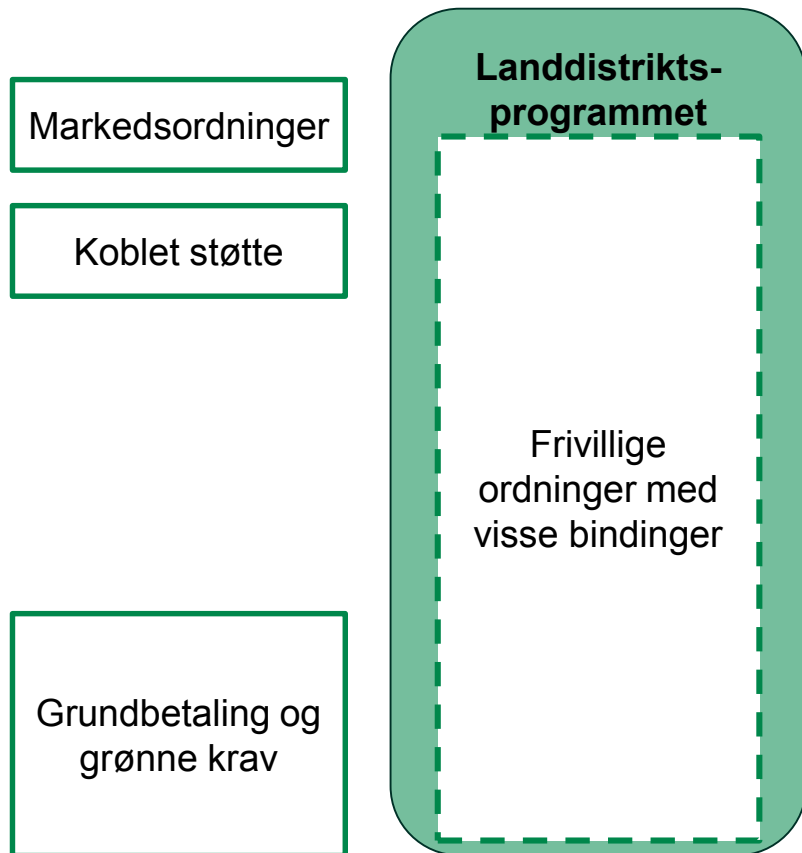 Markedsordninger
Koblet støtte
Grundbetaling og
grønne krav
Landdistrikts-
programmet
Frivillige
ordninger med
visse bindinger